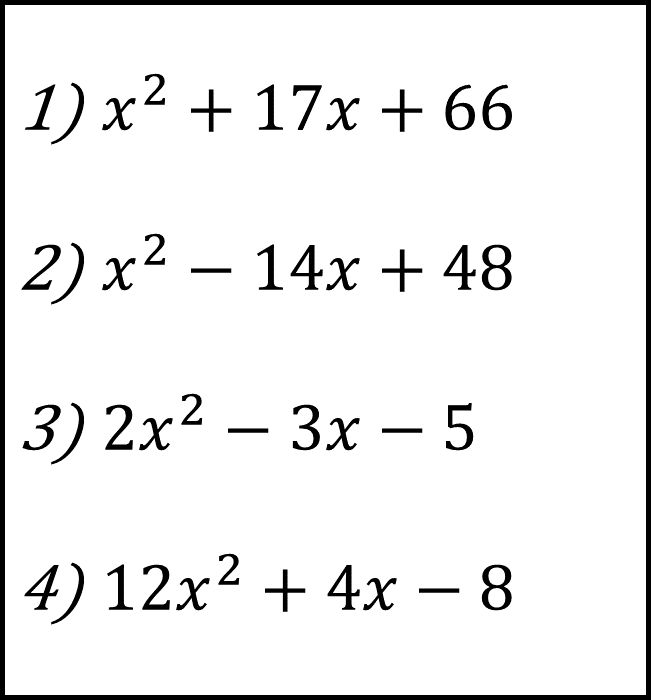 1) x² + 17x + 66
2) x² − 14x + 48
3) 2x² − 3x − 5
4) 12x² + 4x − 8